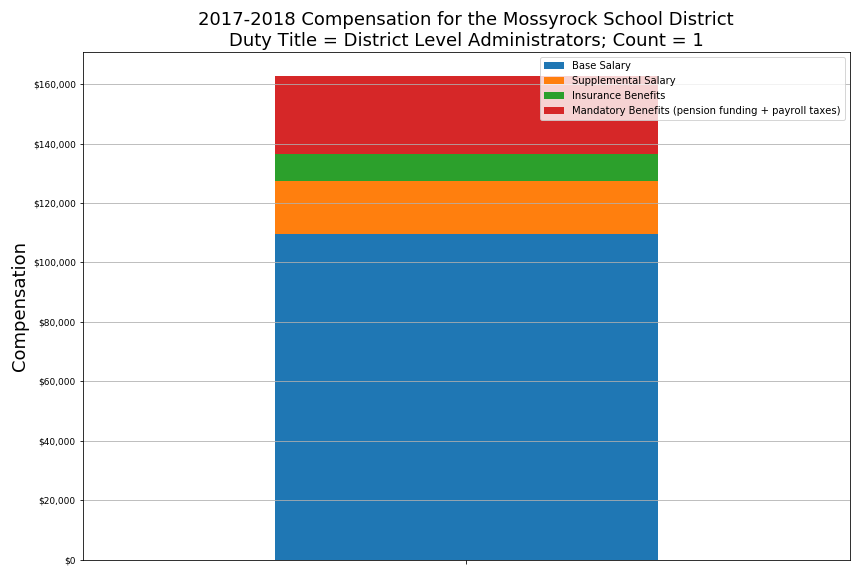 2017-2018 Compensation for the Mossyrock School District
Duty Title = District Level Administrators; Count = 1
Base Salary
Supplemental Salary
Insurance Benefits
Mandatory Benefits (pension funding + payroll taxes)
$160,000
$140,000
$120,000
$100,000
$80,000
$60,000
$40,000
$20,000
$0
Compensation